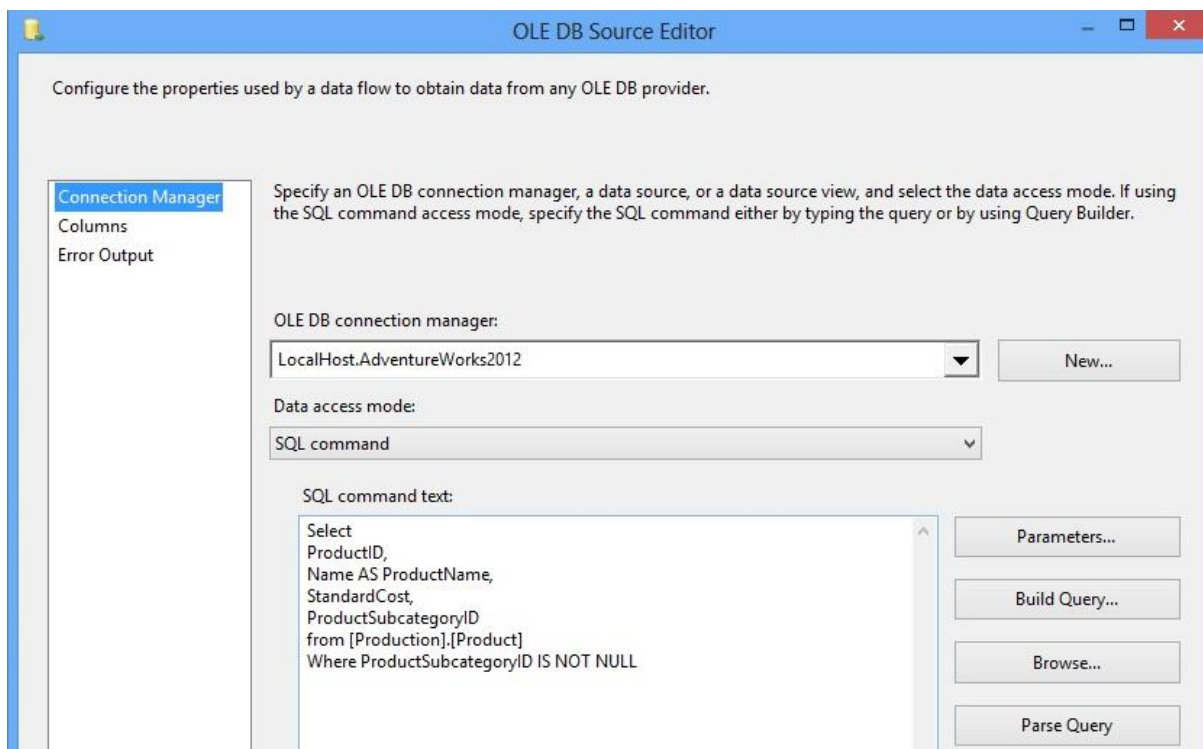 OLE DB Source Editor
Configure the properties used by a data flow to obtain data from any OLE DB provider.
Connection Manager
Columns
Error Output
Specify an OLE DB connection manager, a data source, or a data source view, and select the data access mode. If using
the SQL command access mode, specify the SQL command either by typing the query or by using Query Builder.
OLE DB connection manager:
LocalHost.AdventureWorks2012
New...
Data access mode:
SQL command
SQL command text:
Select
ProductID,
Name AS ProductName,
StandardCost,
ProductSubcategoryID
from [Production].[Product]
Where ProductSubcategoryID IS NOT NULL
Parameters...
Build Query...
Browse...
Parse Query